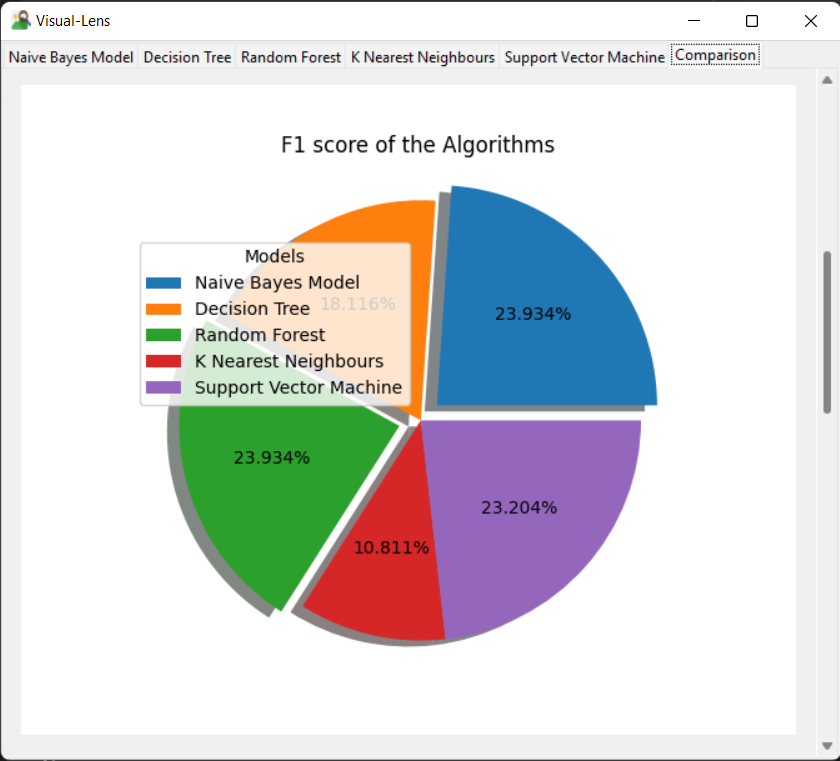 Visual-Lens
Naive Bayes Model Decision Tree Random Forest K Nearest Neighbours Support Vector Machine Comparison
F1 score of the Algorithms
Models
Naive Bayes Model
Decision Tree
Random Forest
K Nearest Neighbours
Support Vector Machine
18.116%
23.934%
23.934%
23.204%
10.811%